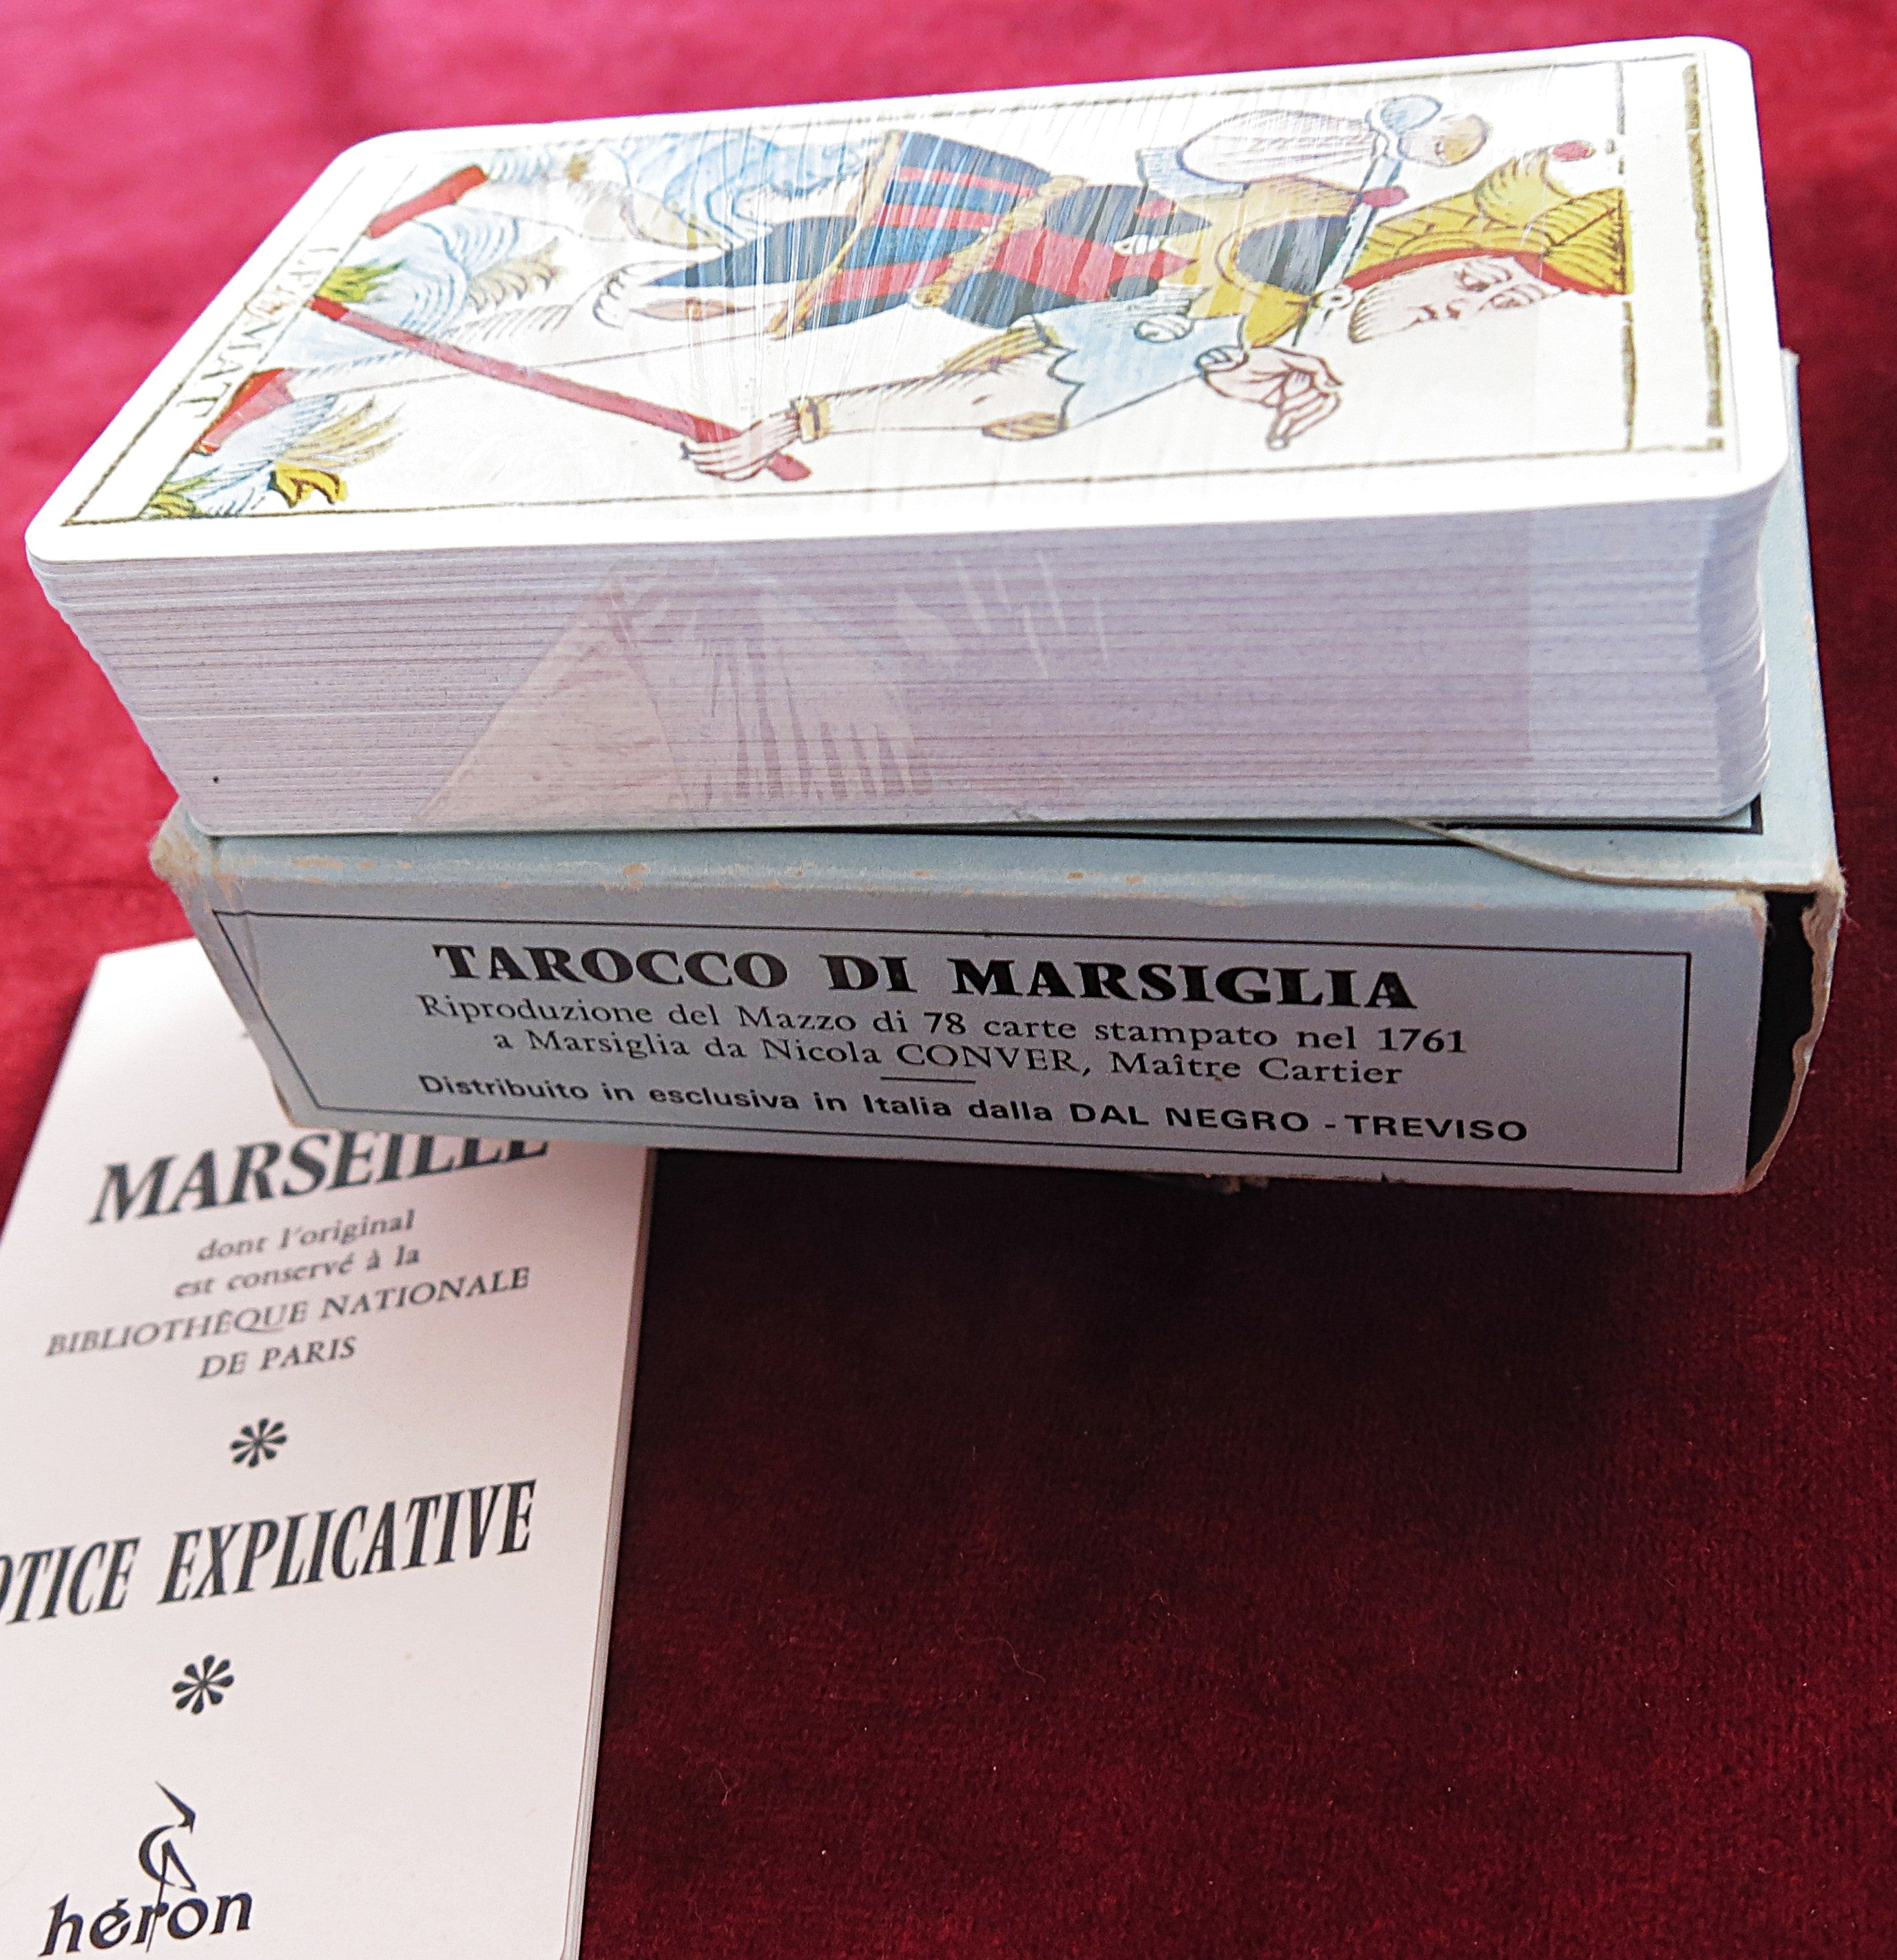 LE MAT
TAROCCO DI MARSIGLIA
Riproduzione del Mazzo di 78 carte stampato nel 1761
a Marsiglia da Nicola CONVER, Maître Cartier
Distribuito in esclusiva in Italia dalla DAL NEGRO - TREVISO
MARSEILLE
dont l'original
est conservé à la
BIBLIOTHÈQUE NATIONALE
DE PARIS
OTICE EXPLICATIVE
héron